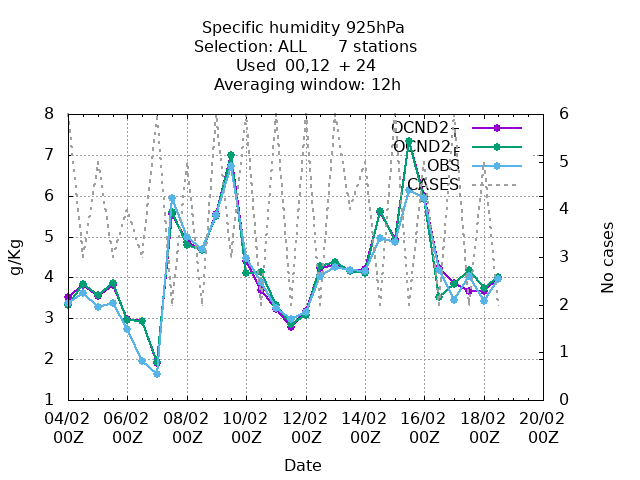 Specific humidity 925hPa
Selection: ALL 7 stations
Used 00,12 + 24
Averaging window: 12h
8 7 6 5 4 3 2 1
g/Kg
OBS
CASES
6 5 4 3 2 1 0
No cases
04/02 06/02 08/02 10/02 12/02 14/02 16/02 18/02 20/02
00Z 00Z 00Z 00Z 00Z 00Z 00Z 00Z 00Z
Date